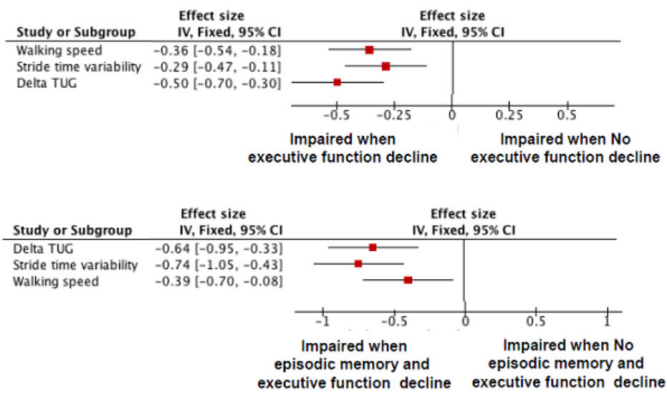 Effect size Effect size
Study or Subgroup IV, Fixed, 95% CI IV, Fixed, 95% CI
Walking speed -0.36 [-0.54, -0.18]
Stride time variability -0.29 [-0.47, -0.11]
Delta TUG -0.50 [-0.70, -0.30]
-0.5 -0.25 0 0.25 0.5
Impaired when Impaired when No
executive function decline executive function decline
Effect size Effect size
Study or Subgroup IV, Fixed, 95% CI IV, Fixed, 95% CI
Delta TUG -0.64 [-0.95, -0.33]
Stride time variability -0.74 [-1.05, -0.43]
Walking speed -0.39 [-0.70, -0.08]
-1 -0.5 0 0.5 1
Impaired when Impaired when No
episodic memory and episodic memory and
executive function decline executive function decline